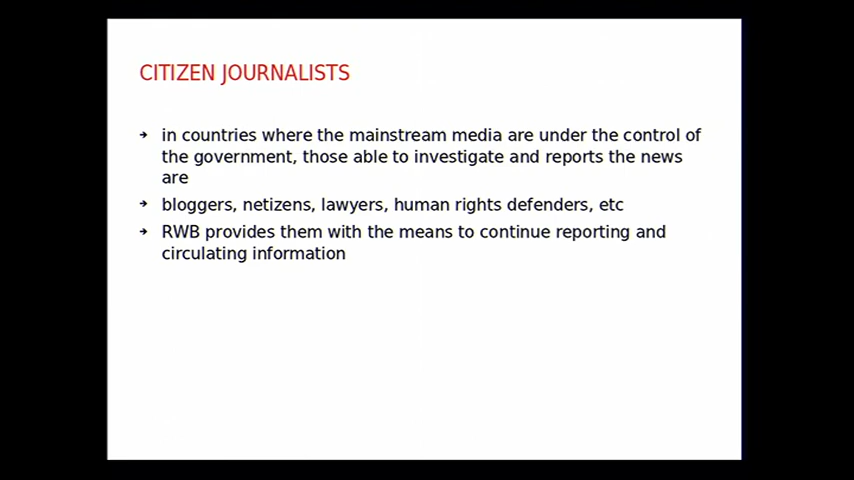 CITIZEN JOURNALISTS
➔ in countries where the mainstream media are under the control of
the government, those able to investigate and reports the news
are
➔ bloggers, netizens, lawyers, human rights defenders, etc
➔ RWB provides them with the means to continue reporting and
circulating information